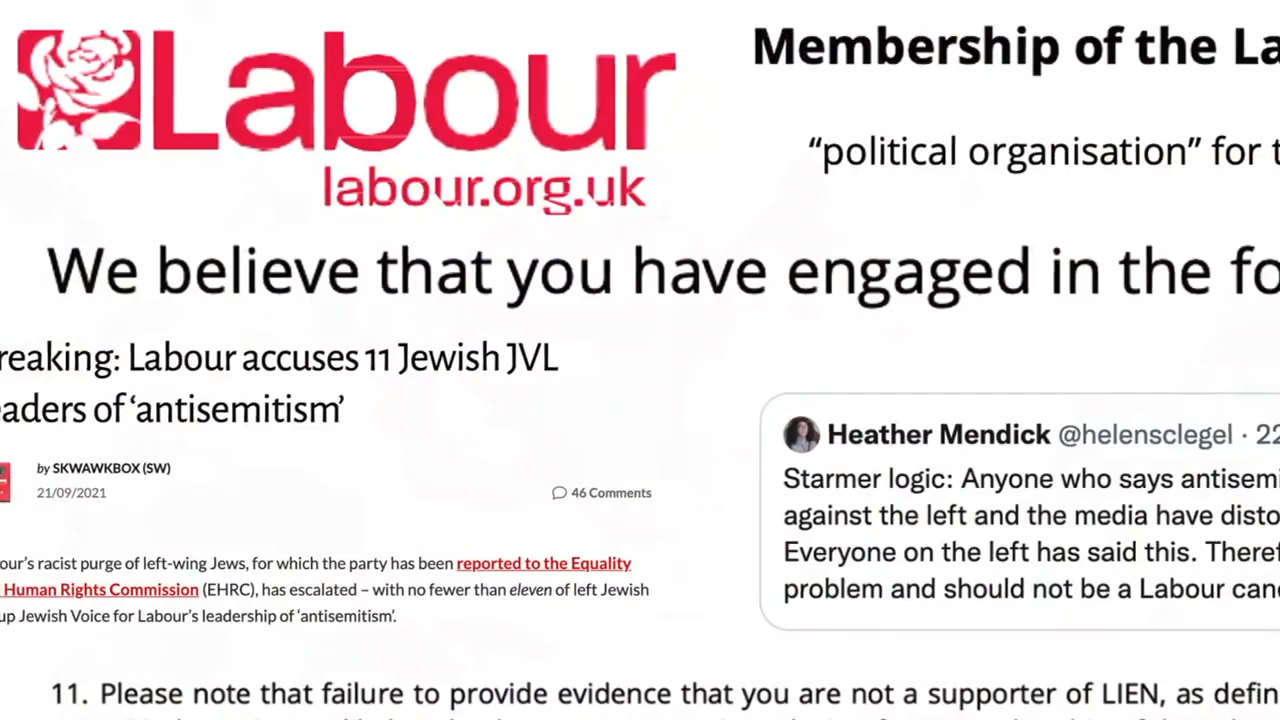 Labour
labour.org.uk
Membership of the La
“political organisation” for t
We believe that you have engaged in the fo
reaking: Labour accuses 11 Jewish JVL
eaders of ‘antisemitism’
by SKWAWKBOX (SW)
21/09/2021
46 Comments
our’s racist purge of left-wing Jews, for which the party has been reported to the Equality
Human Rights Commission (EHRC), has escalated – with no fewer than eleven of left Jewish
up Jewish Voice for Labour’s leadership of ‘antisemitism’.
Heather Mendick @helensclegel · 22
Starmer logic: Anyone who says antisemi
against the left and the media have disto
Everyone on the left has said this. Theref
problem and should not be a Labour cand
11. Please note that failure to provide evidence that you are not a supporter of LIEN, as defin